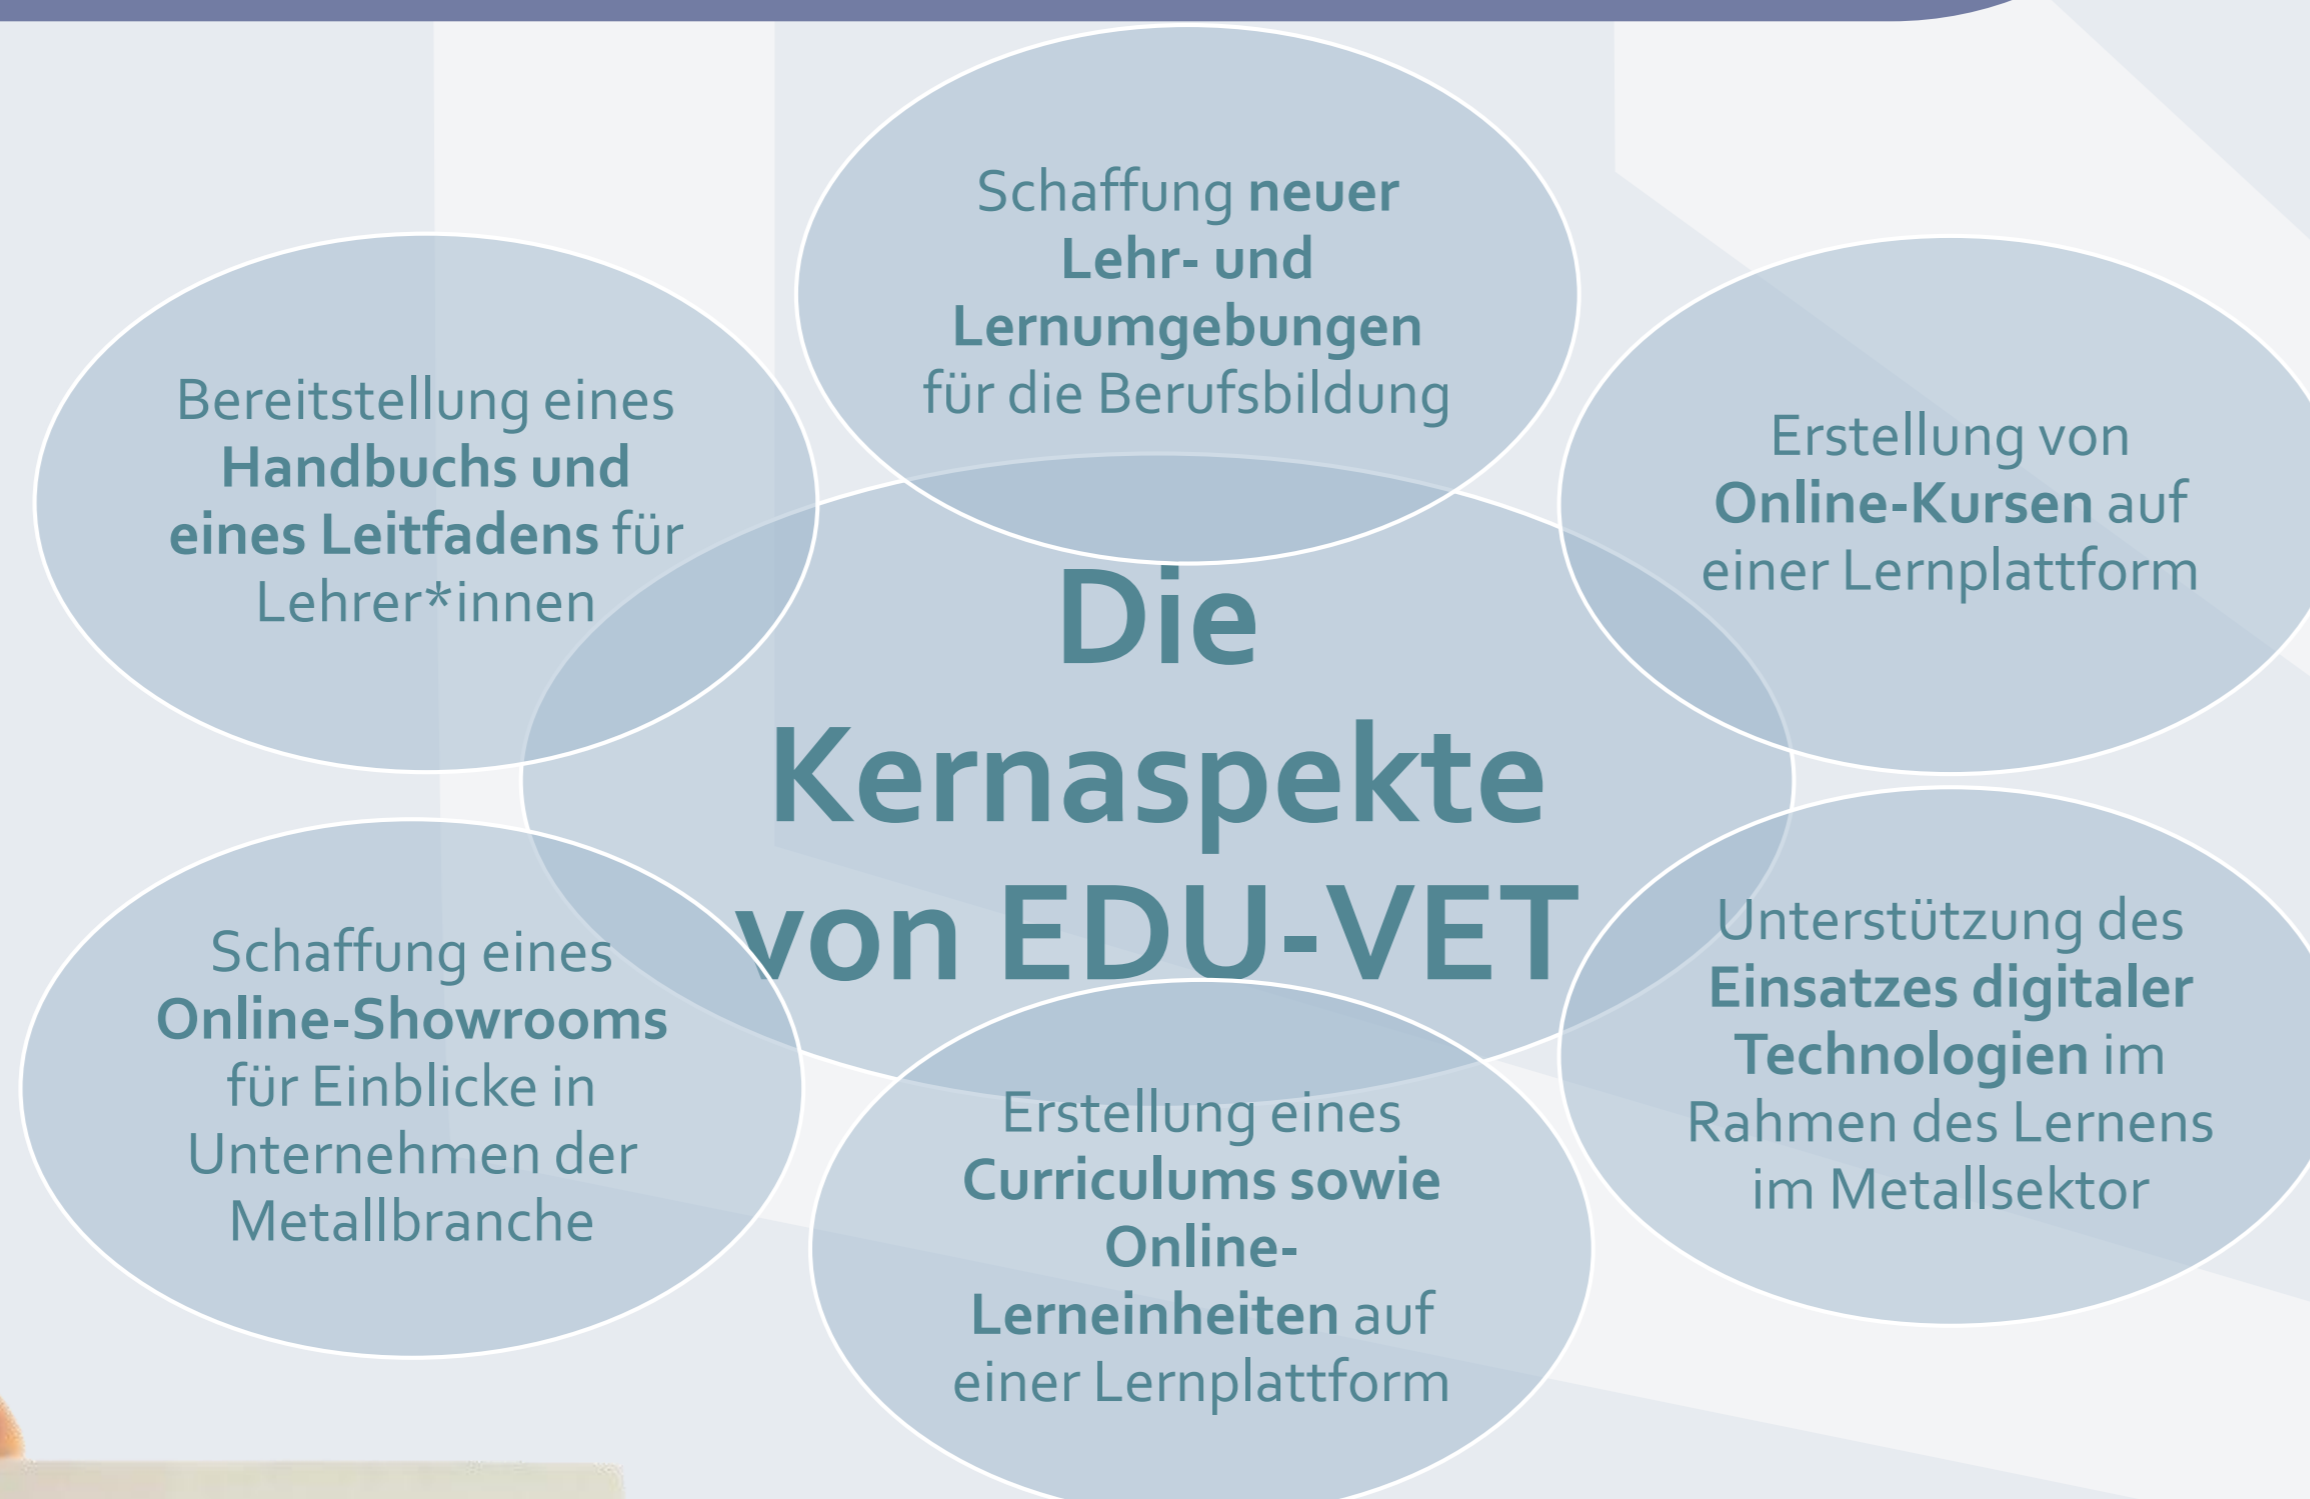 Schaffung neuer
Lehr- und
Lernumgebungen
für die Berufsbildung
Erstellung von
Online-Kursen auf
einer Lernplattform
Unterstützung des
Einsatzes digitaler
Technologien im
Rahmen des Lernens
im Metallsektor
Erstellung eines
Curriculums sowie
Online-
Lerneinheiten auf
einer Lernplattform
Schaffung eines
Online-Showrooms
für Einblicke in
Unternehmen der
Metallbranche
Bereitstellung eines
Handbuchs und
eines Leitfadens für
Lehrer*innen
Die
Kernaspekte
von EDU-VET